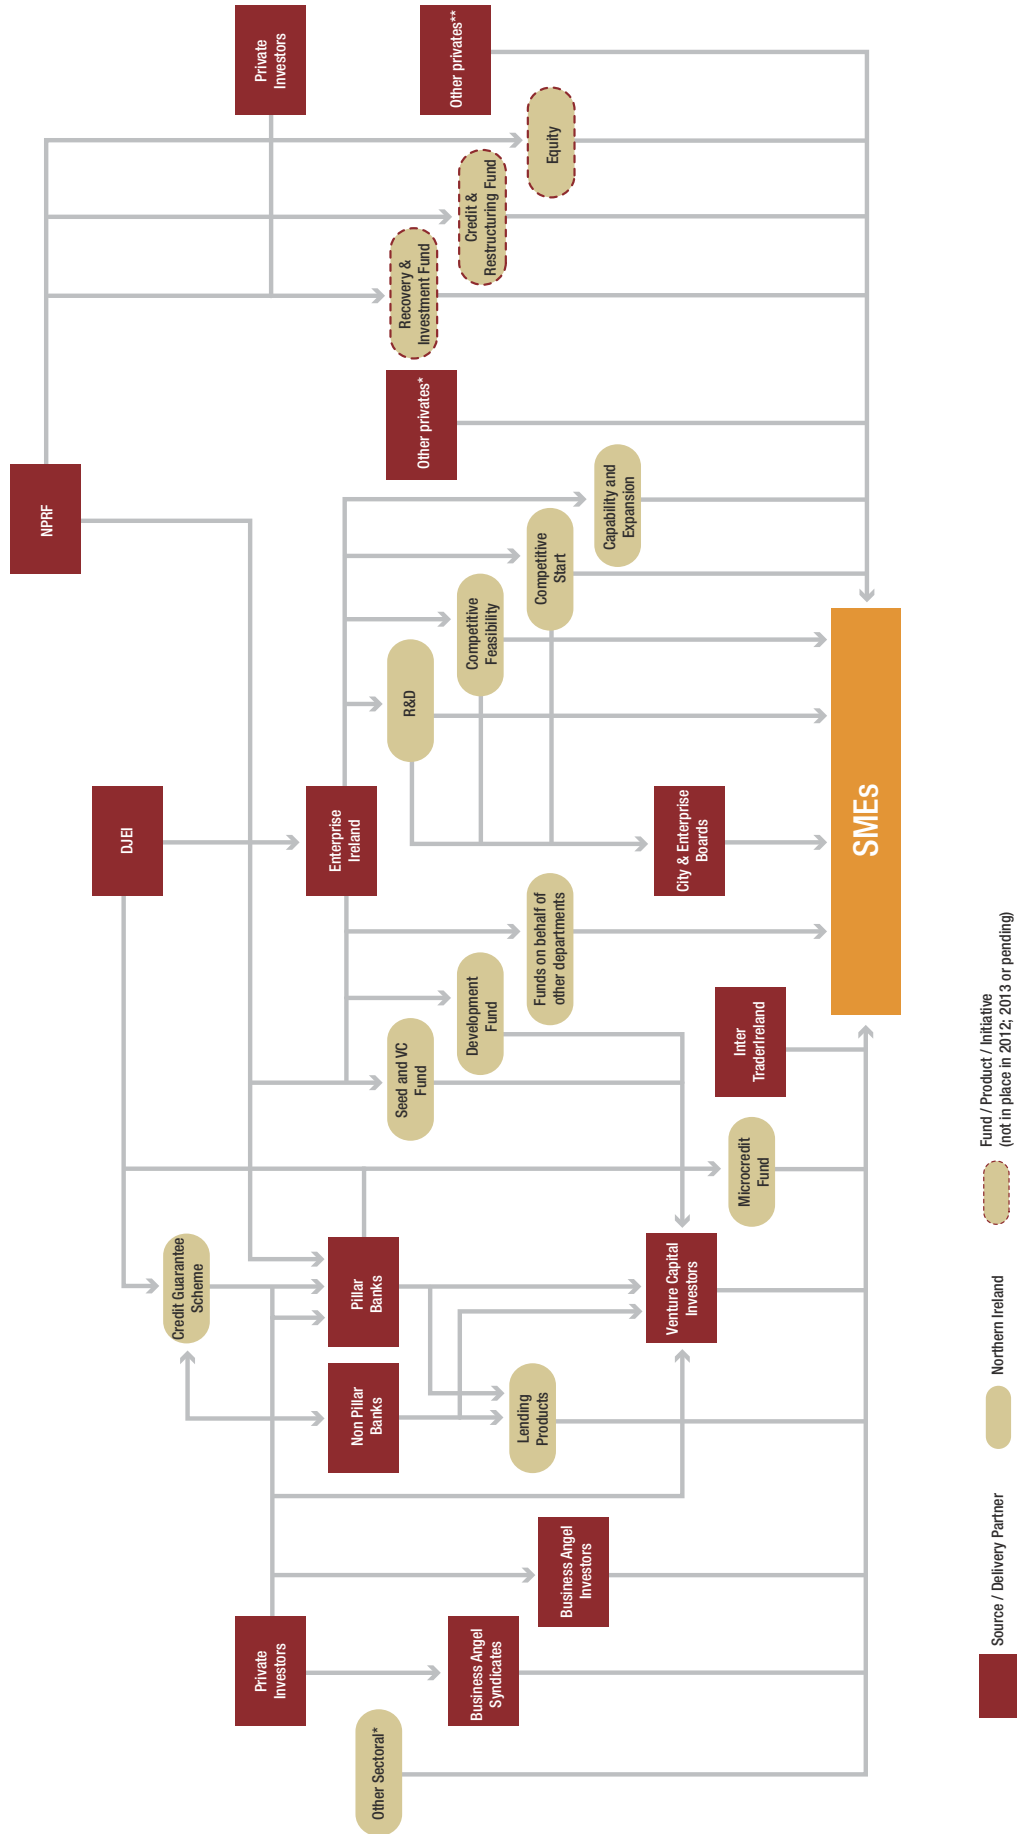 NPRF
DJEI
Credit Guarantee
Scheme
Private
Investors
Private
Investors
Enterprise
Ireland
Non Pillar
Banks
Pillar
Banks
Other Sectoral*
Seed and VC
Fund
R&D
Recovery &
Investment Fund
Other privates*
Other privates**
Business Angel
Syndicates
Development
Fund
Competitive
Feasibility
Credit &
Restructuring Fund
Lending
Products
Funds on behalf of
other departments
Competitive
Start
Equity
Business Angel
Investors
Capability and
Expansion
Venture Capital
Investors
City & Enterprise
Boards
Microcredit
Fund
Inter
TraderIreland
SMEs
Source / Delivery Partner
Northern Ireland
Fund / Product / Initiative
(not in place in 2012; 2013 or pending)